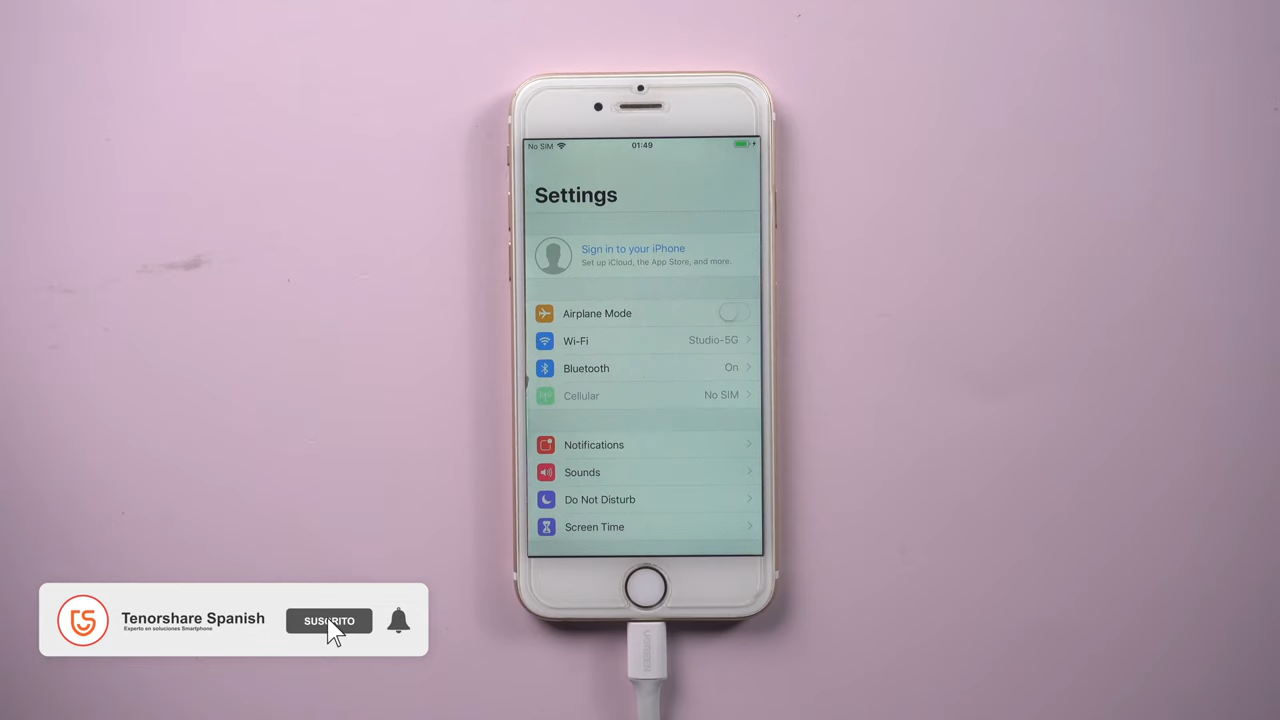 No SIM 01:49
Settings
Sign in to your iPhone
Set up iCloud, the App Store, and more.
Airplane Mode
Wi-Fi Studio-5G
Bluetooth On
Cellular No SIM
Notifications
Sounds
Do Not Disturb
Screen Time
Tenorshare Spanish
Experto en soluciones Smartphone
SUSCRITO
UGREEN